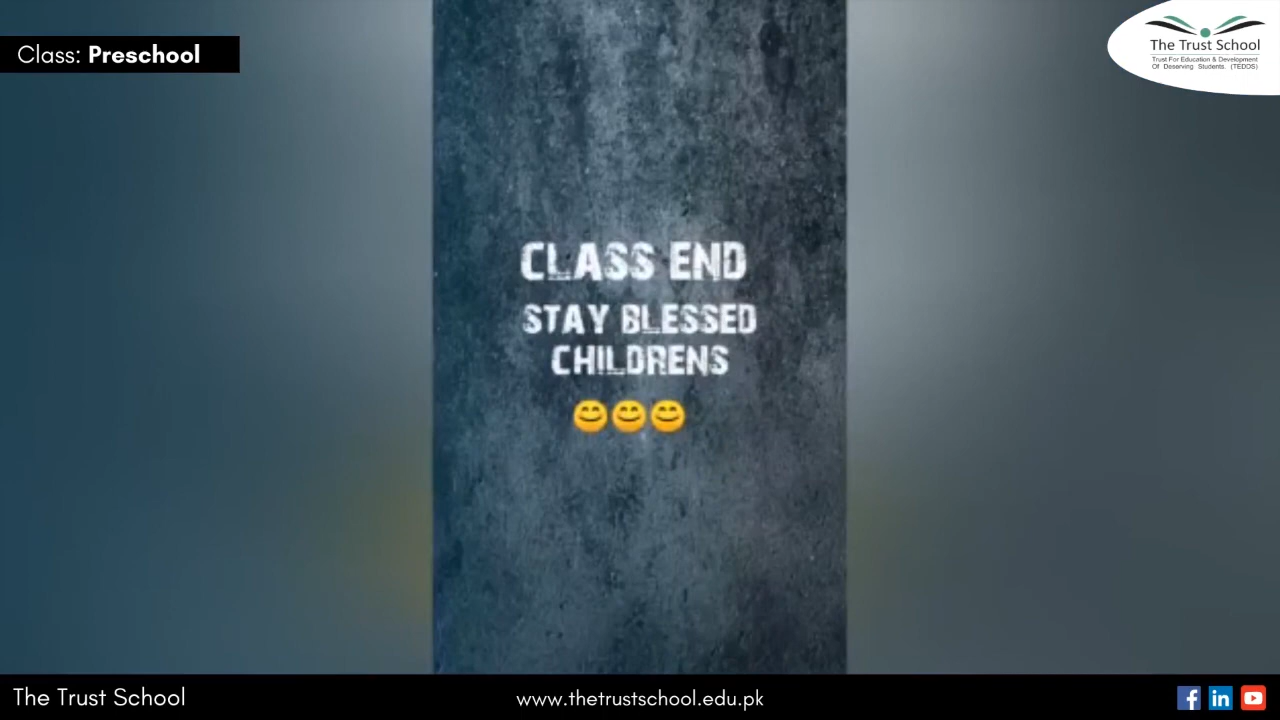 Class: Preschool
The Trust School
Trust For Education & Development
Of Deserving Students. (TEDDS)
CLASS END
STAY BLESSED
CHILDRENS
😊😊😊
The Trust School
www.thetrustschool.edu.pk